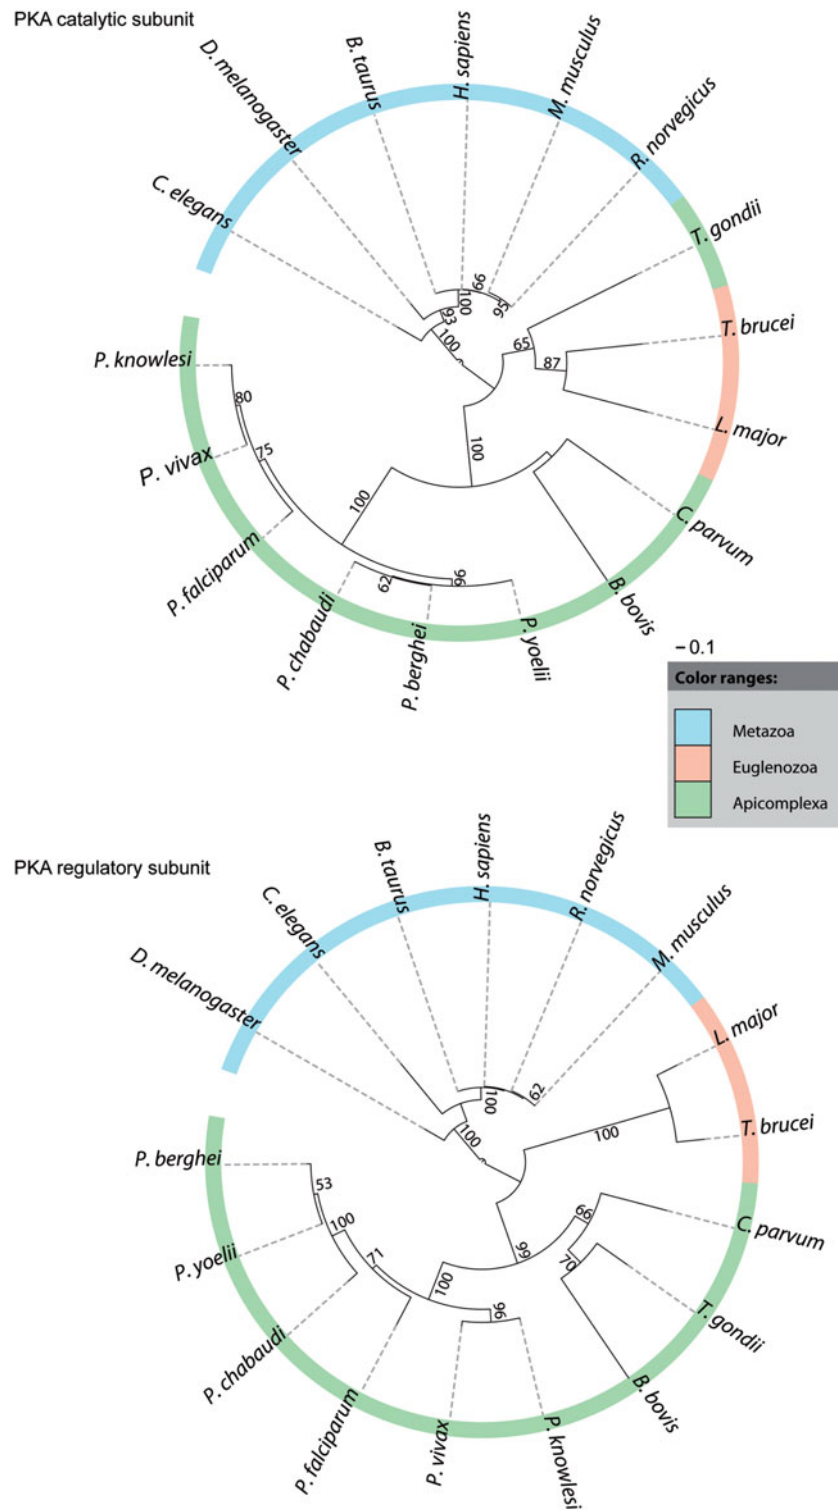 PKA catalytic subunit
D. melanogaster
B. taurus
H. sapiens
M. musculus
R. norvegicus
C. elegans
T. gondii
T. brucei
L. major
C. parvum
B. bovis
P. yoelii
P. berghei
P. chabaudi
P. falciparum
P. vivax
P. knowlesi
66
100
95
93
100
0
65
87
100
80
75
100
62
96
0.1
Color ranges:
Metazoa
Euglenozoa
Apicomplexa
PKA regulatory subunit
D. melanogaster
C. elegans
B. taurus
H. sapiens
R. norvegicus
M. musculus
L. major
T. brucei
C. parvum
T. gondii
B. bovis
P. knowlesi
P. vivax
P. falciparum
P. chabaudi
P. yoelii
P. berghei
100
62
100
0
100
53
100
71
66
99
70
100
96